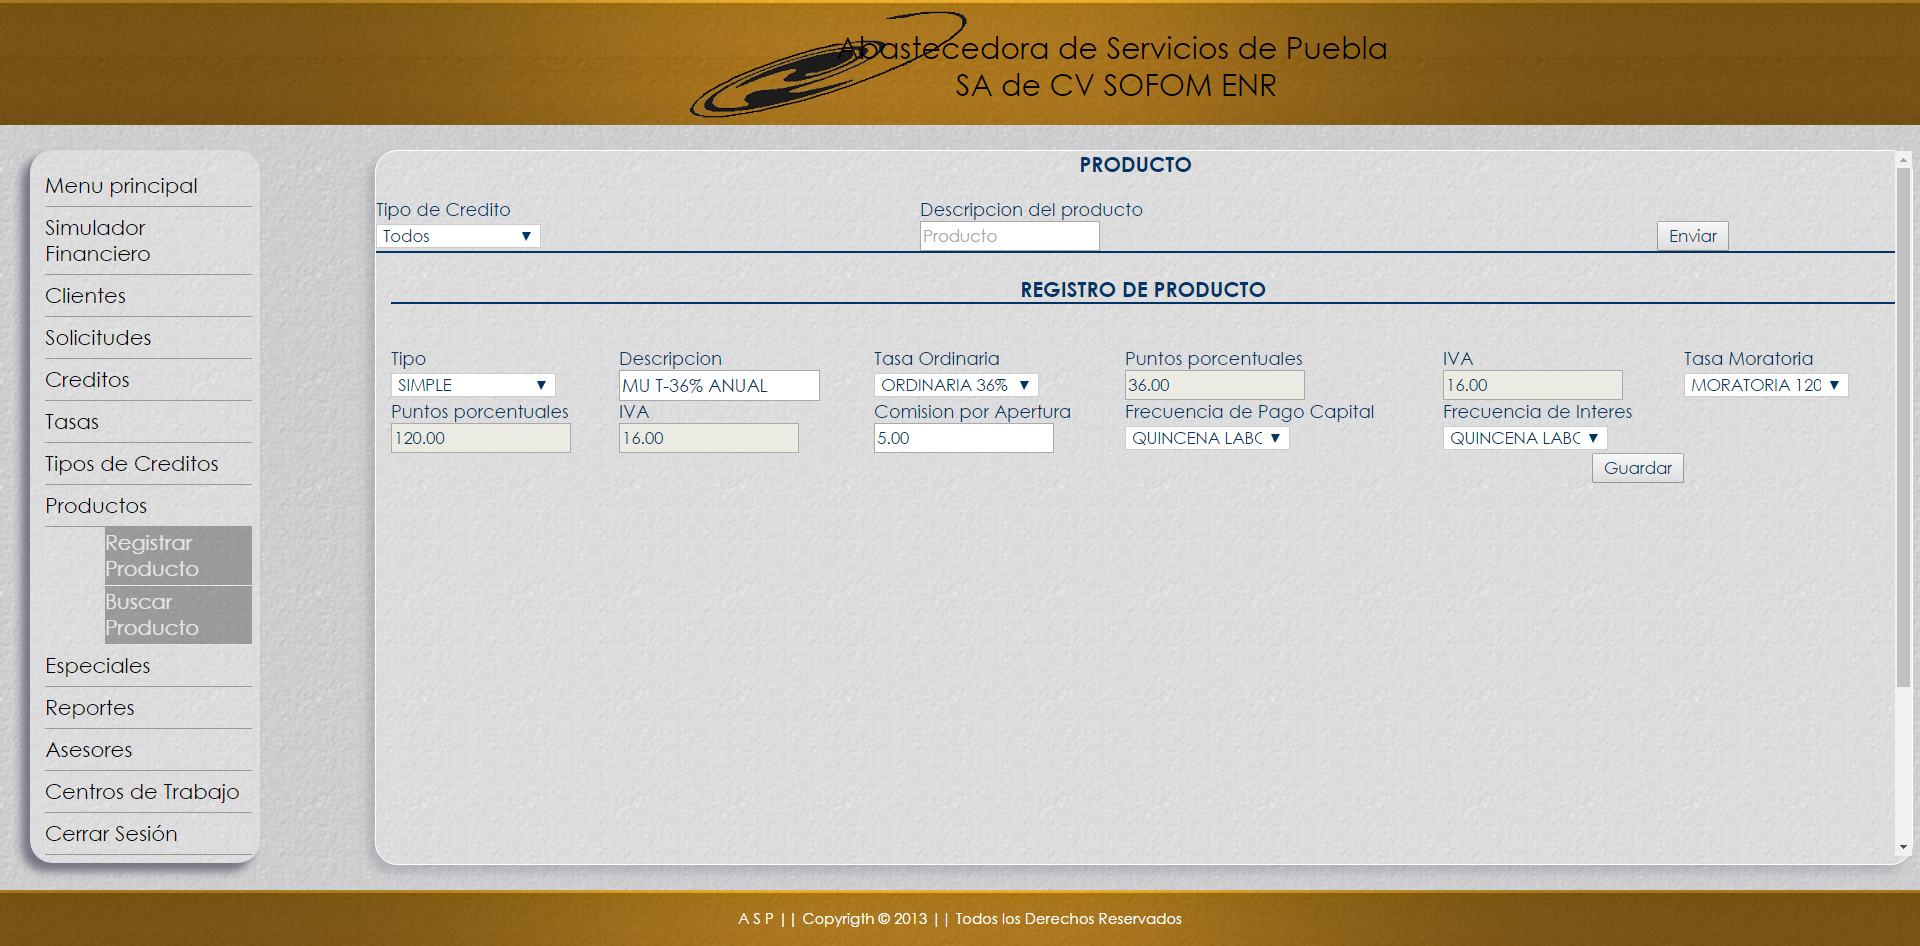 Abastecedora de Servicios de Puebla
SA de CV SOFOM ENR
Menu principal
Simulador
Financiero
Clientes
Solicitudes
Creditos
Tasas
Tipos de Creditos
Productos
Registrar
Producto
Buscar
Producto
Especiales
Reportes
Asesores
Centros de Trabajo
Cerrar Sesión
PRODUCTO
Tipo de Credito Descripcion del producto
Todos Producto Enviar
REGISTRO DE PRODUCTO
Tipo Descripcion Tasa Ordinaria Puntos porcentuales IVA Tasa Moratoria
SIMPLE MU T-36% ANUAL ORDINARIA 36% 36.00 16.00 MORATORIA 120
Puntos porcentuales IVA Comision por Apertura Frecuencia de Pago Capital Frecuencia de Interes
120.00 16.00 5.00 QUINCENA LABO QUINCENA LABO
Guardar
A S P || Copyrigth © 2013 || Todos los Derechos Reservados